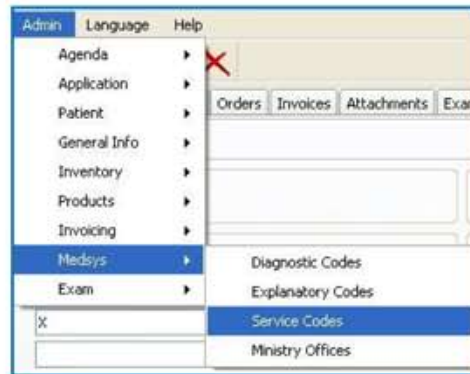 Admin Language Help
Agenda
Application
Patient
General Info
Inventory
Products
Invoicing
Medsys
Exam
Orders Invoices Attachments Exa
Diagnostic Codes
Explanatory Codes
Service Codes
Ministry Offices
X